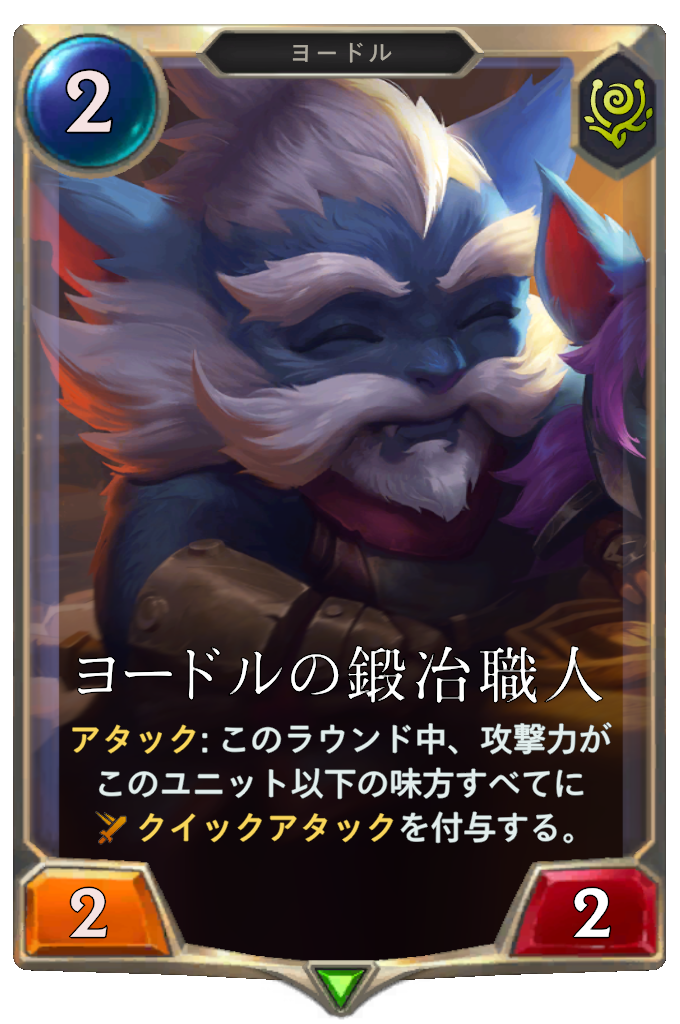 ヨードル
2
ヨードルの鍛冶職人
アタック: このラウンド中、攻撃力が
このユニット以下の味方すべてに
クイックアタックを付与する。
2
2